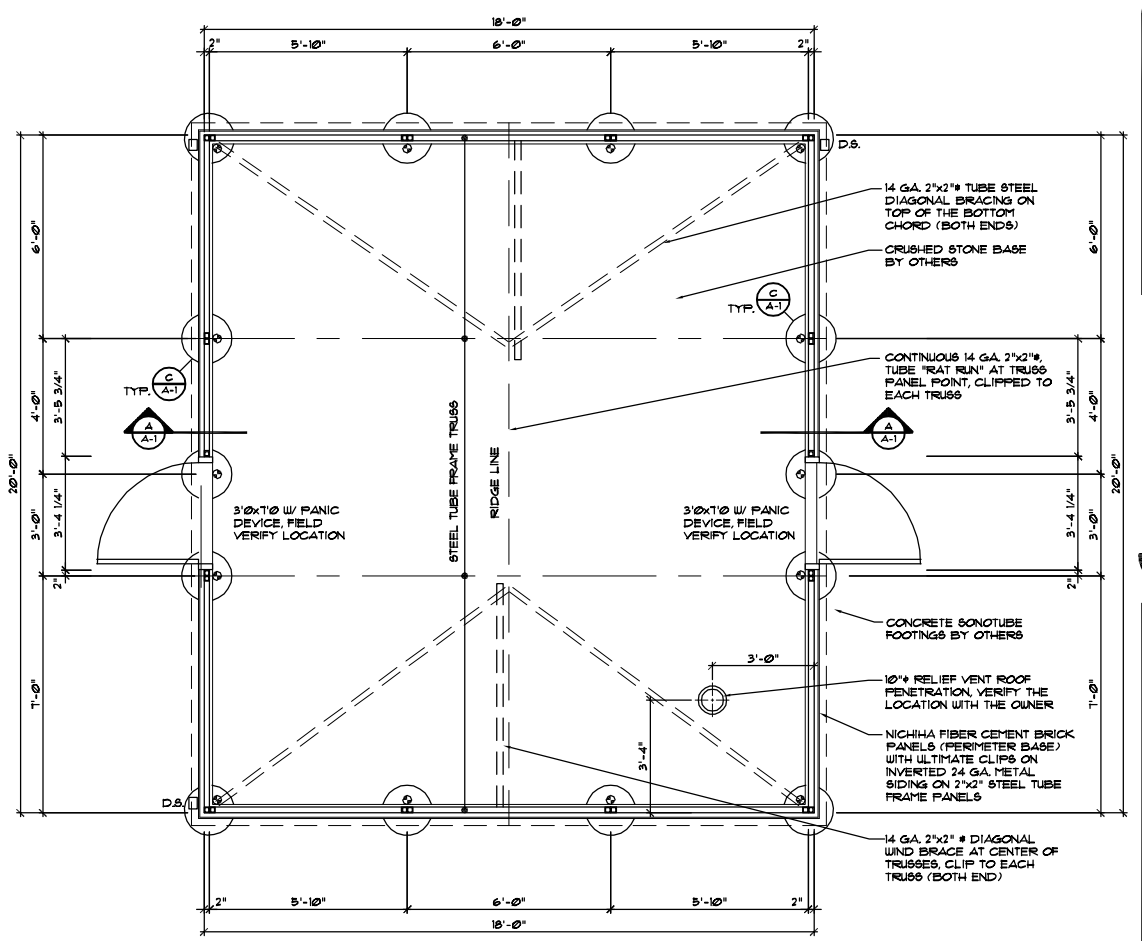 18'-0"
2" 5'-10" 6'-0" 5'-10" 2"
D.S.
14 GA. 2"x2"# TUBE STEEL
DIAGONAL BRACING ON
TOP OF THE BOTTOM
CHORD (BOTH ENDS)
CRUSHED STONE BASE
BY OTHERS
6'-0"
6'-0"
TYP.
C
A-1
CONTINUOUS 14 GA. 2"x2"#,
TUBE "RAT RUN" AT TRUSS
PANEL POINT, CLIPPED TO
EACH TRUSS
TYP.
C
A-1
4'-0"
3'-5 3/4"
3'-5 3/4"
4'-0"
A
A-1
A
A-1
STEEL TUBE FRAME TRUSS
RIDGE LINE
20'-0"
20'-0"
3'0x7'0 W/ PANIC
DEVICE, FIELD
VERIFY LOCATION
3'0x7'0 W/ PANIC
DEVICE, FIELD
VERIFY LOCATION
3'-0"
3'-4 1/4"
3'-4 1/4"
3'-0"
2"
2"
CONCRETE SONOTUBE
FOOTINGS BY OTHERS
3'-0"
10"ϕ RELIEF VENT ROOF
PENETRATION, VERIFY THE
LOCATION WITH THE OWNER
7'-0"
7'-0"
3'-4"
NICHIHA FIBER CEMENT BRICK
PANELS (PERIMETER BASE)
WITH ULTIMATE CLIPS ON
INVERTED 24 GA. METAL
SIDING ON 2"x2" STEEL TUBE
FRAME PANELS
D.S.
14 GA. 2"x2" # DIAGONAL
WIND BRACE AT CENTER OF
TRUSSES, CLIP TO EACH
TRUSS (BOTH END)
2" 5'-10" 6'-0" 5'-10" 2"
18'-0"